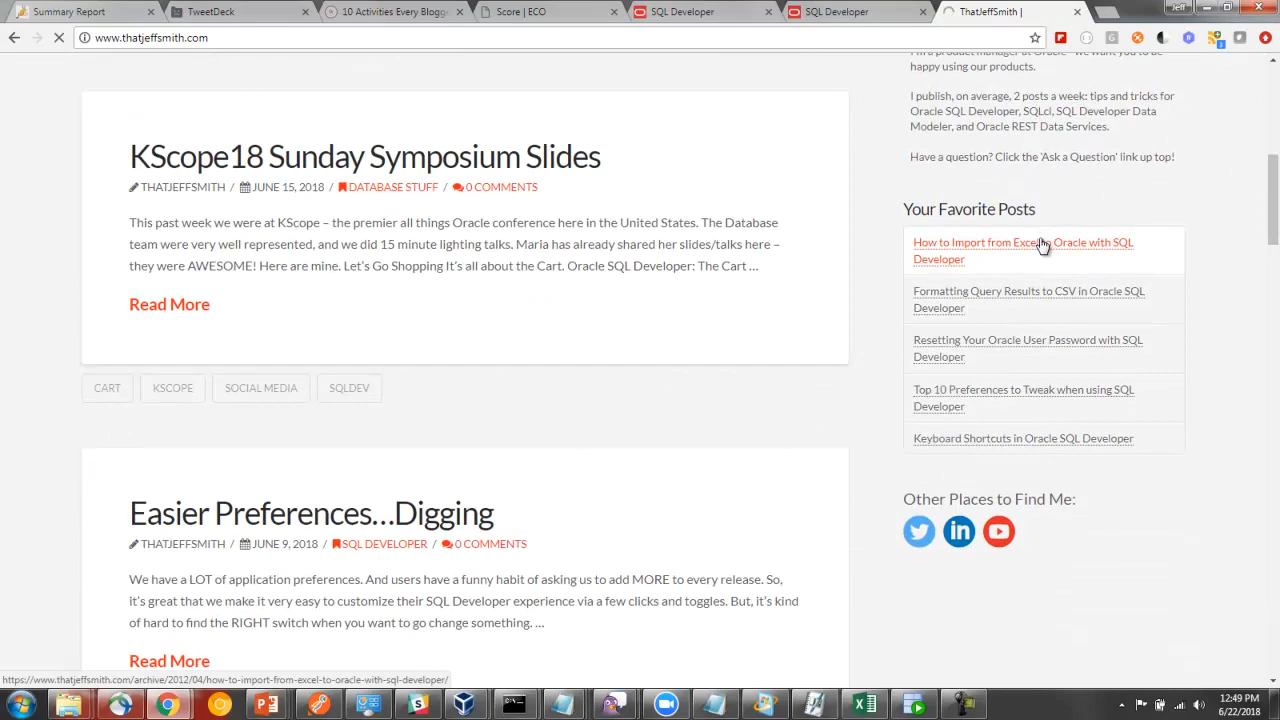 Summary Report
TweetDeck
10 Activities Every Blogge
Score | ECO
SQL Developer
SQL Developer
ThatJeffSmith |
Jeff
www.thatjeffsmith.com
KScope18 Sunday Symposium Slides
THATJEFFSMITH / JUNE 15, 2018 / DATABASE STUFF / 0 COMMENTS
This past week we were at KScope – the premier all things Oracle conference here in the United States. The Database
team were very well represented, and we did 15 minute lighting talks. Maria has already shared her slides/talks here –
they were AWESOME! Here are mine. Let's Go Shopping It's all about the Cart. Oracle SQL Developer: The Cart …
Read More
CART
KSCOPE
SOCIAL MEDIA
SQLDEV
Easier Preferences…Digging
THATJEFFSMITH / JUNE 9, 2018 / SQL DEVELOPER / 0 COMMENTS
We have a LOT of application preferences. And users have a funny habit of asking us to add MORE to every release. So,
it's great that we make it very easy to customize their SQL Developer experience via a few clicks and toggles. But, it's kind
of hard to find the RIGHT switch when you want to go change something. …
Read More
I'm a product manager at Oracle – we want you to be
happy using our products.
I publish, on average, 2 posts a week: tips and tricks for
Oracle SQL Developer, SQLcl, SQL Developer Data
Modeler, and Oracle REST Data Services.
Have a question? Click the 'Ask a Question' link up top!
Your Favorite Posts
How to Import from Excel to Oracle with SQL
Developer
Formatting Query Results to CSV in Oracle SQL
Developer
Resetting Your Oracle User Password with SQL
Developer
Top 10 Preferences to Tweak when using SQL
Developer
Keyboard Shortcuts in Oracle SQL Developer
Other Places to Find Me:
https://www.thatjeffsmith.com/archive/2012/04/how-to-import-from-excel-to-oracle-with-sql-developer/
12:49 PM
6/22/2018